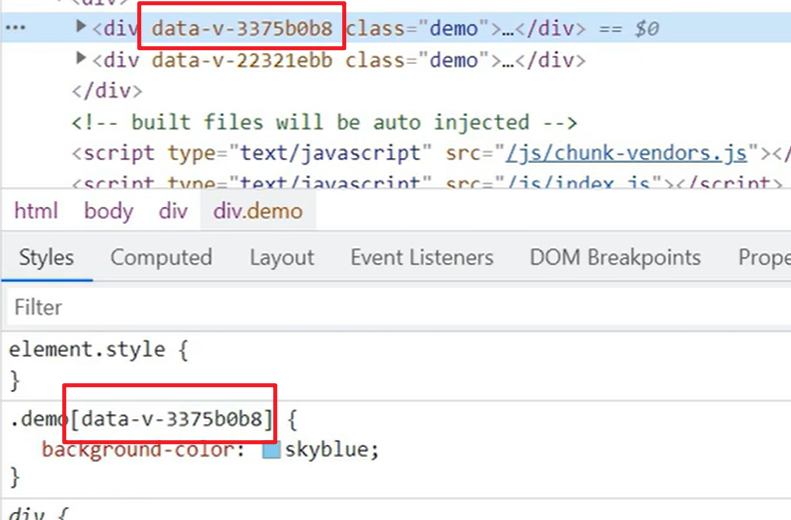 <div>
<div data-v-3375b0b8 class="demo">…</div> == $0
<div data-v-22321ebb class="demo">…</div>
</div>
<!-- built files will be auto injected -->
<script type="text/javascript" src="/js/chunk-vendors.js"></
<script type="text/javascript" src="/js/index.js"></script>
html body div div.demo
Styles Computed Layout Event Listeners DOM Breakpoints Prope
Filter
element.style {
}
.demo[data-v-3375b0b8] {
background-color: skyblue;
}
div {